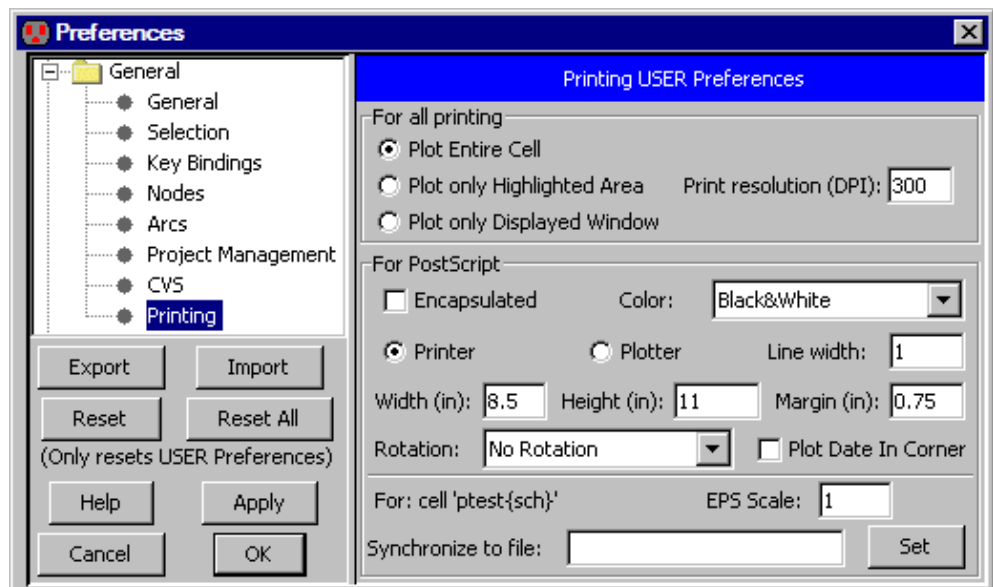 Preferences
General
General
Selection
Key Bindings
Nodes
Arcs
Project Management
CVS
Printing
Export Import
Reset Reset All
(Only resets USER Preferences)
Help Apply
Cancel OK
Printing USER Preferences
For all printing
Plot Entire Cell
Plot only Highlighted Area Print resolution (DPI): 300
Plot only Displayed Window
For PostScript
Encapsulated Color: Black&White
Printer Plotter Line width: 1
Width (in): 8.5 Height (in): 11 Margin (in): 0.75
Rotation: No Rotation Plot Date In Corner
For: cell 'ptest{sch}' EPS Scale: 1
Synchronize to file: Set